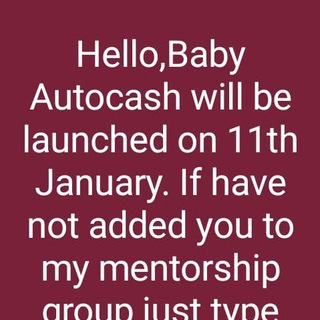 Hello,Baby
Autocash will be
launched on 11th
January. If have
not added you to
my mentorship
group just type